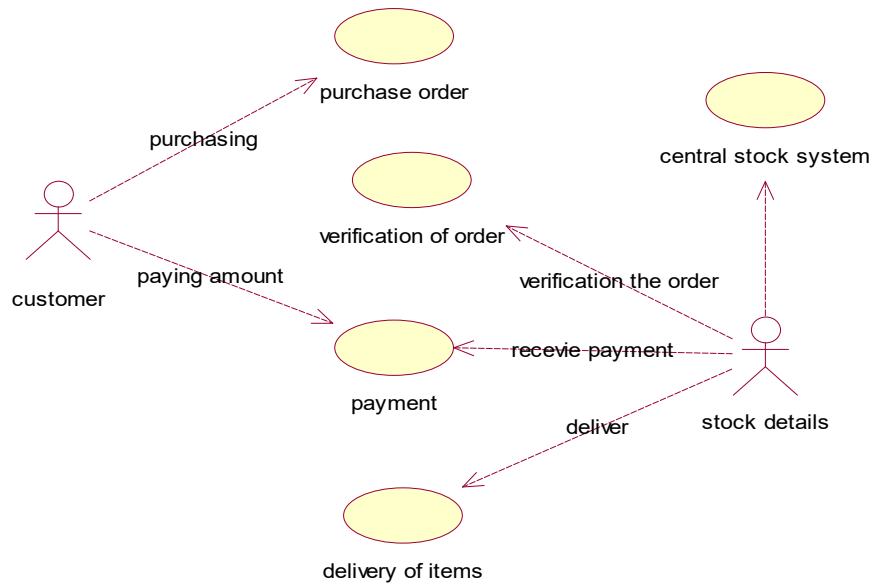 purchase order
purchasing
central stock system
verification of order
paying amount
verification the order
customer
recevie payment
payment
stock details
deliver
delivery of items